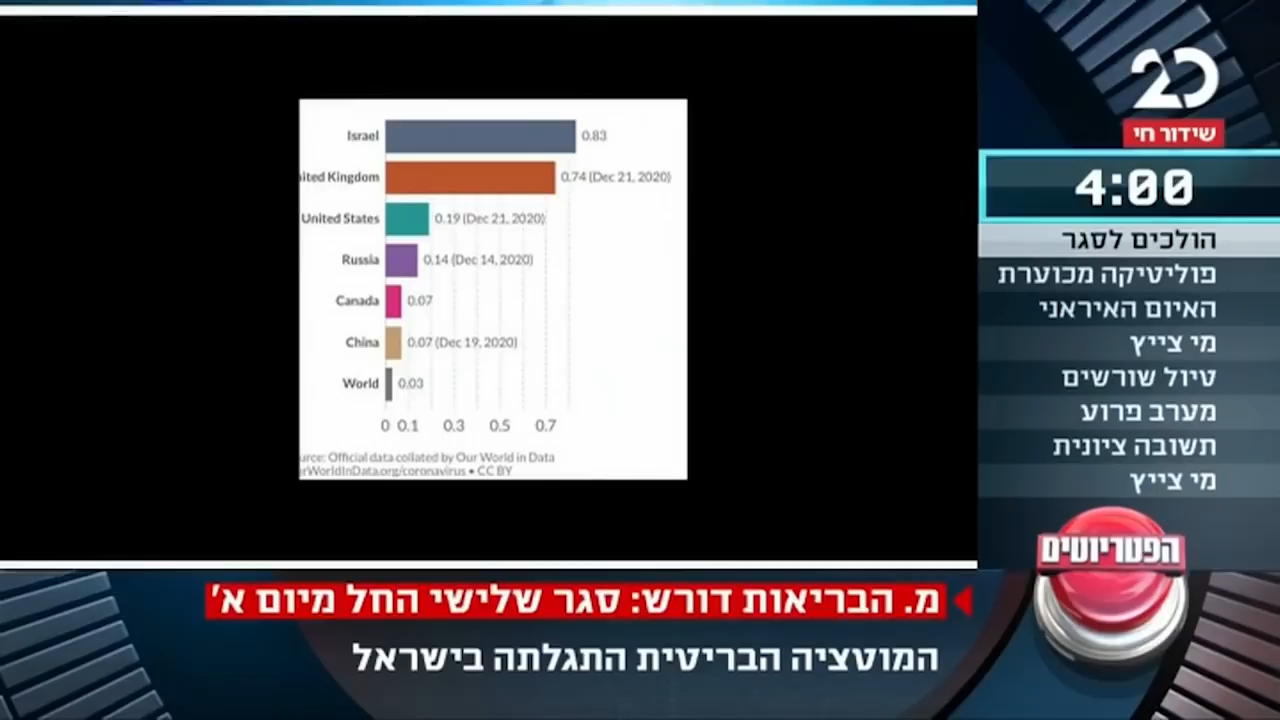 Israel 0.83
ited Kingdom 0.74 (Dec 21, 2020)
United States 0.19 (Dec 21, 2020)
Russia 0.14 (Dec 14, 2020)
Canada 0.07
China 0.07 (Dec 19, 2020)
World 0.03
0 0.1 0.3 0.5 0.7
urce: Official data collated by Our World in Data
rWorldInData.org/coronavirus • CC BY
20
שידור חי
4:00
הולכים לסגר
פוליטיקה מכוערת
האיום האיראני
מי צייץ
טיול שורשים
מערב פרוע
תשובה ציונית
מי צייץ
הפטריוטים
מ. הבריאות דורש: סגר שלישי החל מיום א'
המוטציה הבריטית התגלתה בישראל